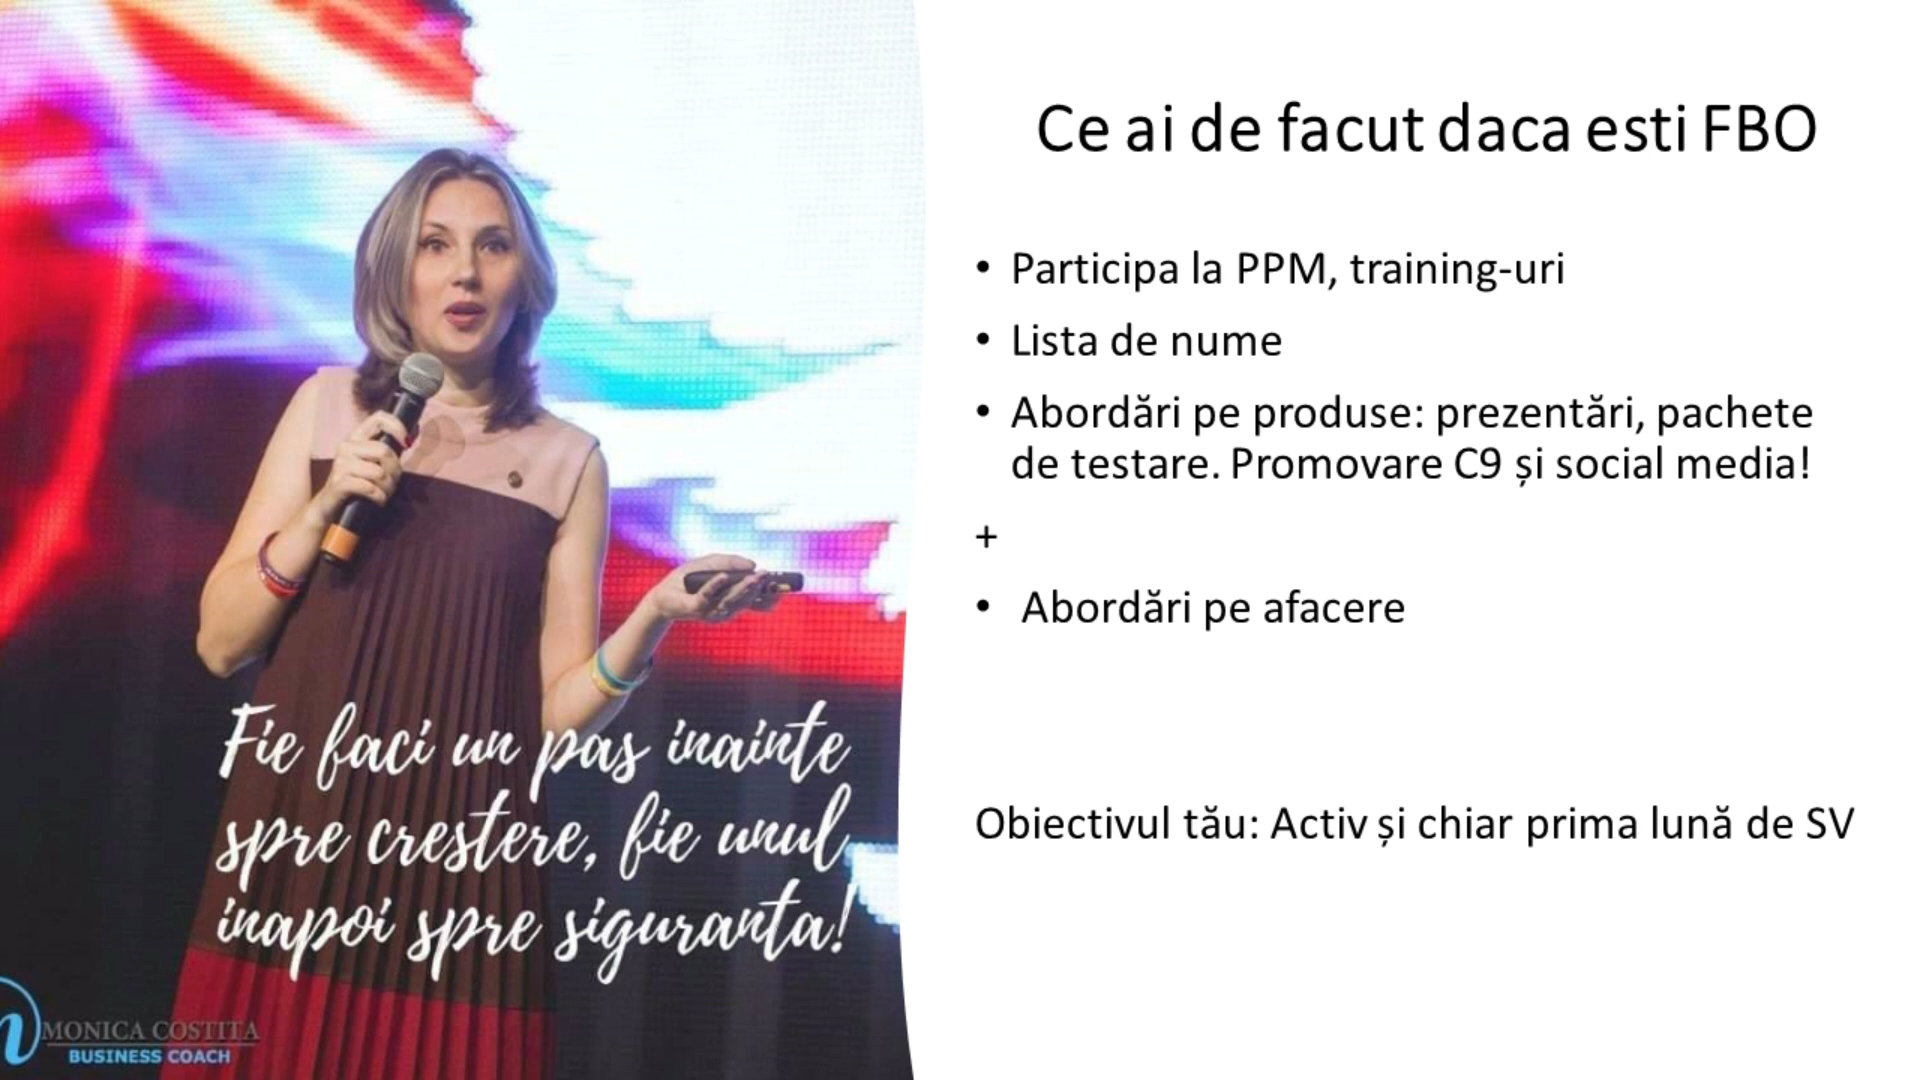 Ce ai de facut daca esti FBO
• Participa la PPM, training-uri
• Lista de nume
• Abordări pe produse: prezentări, pachete
de testare. Promovare C9 și social media!
+
• Abordări pe afacere
Obiectivul tău: Activ și chiar prima lună de SV
Fie faci un pas inainte
spre crestere, fie unul
inapoi spre siguranta!
MONICA COSTITA
BUSINESS COACH